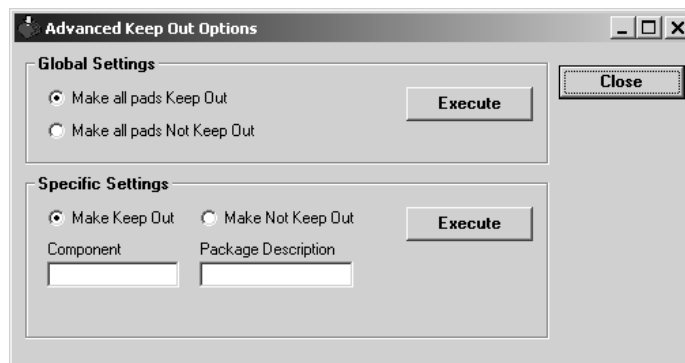 Advanced Keep Out Options
Global Settings
Make all pads Keep Out
Execute
Close
Make all pads Not Keep Out
Specific Settings
Make Keep Out Make Not Keep Out
Execute
Component Package Description